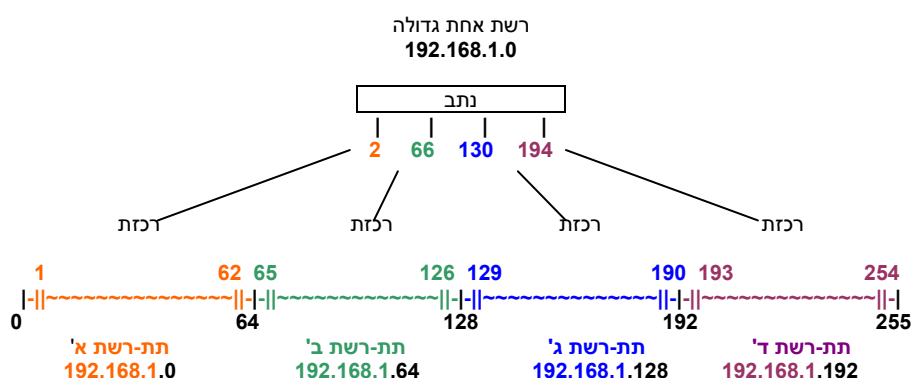 רשת אחת גדולה
192.168.1.0
נתב
2 66 130 194
רכזת רכזת רכזת רכזת
1 62 65 126 129 190 193 254
|-||~~~~~~~~~~~~~~~||-|-||~~~~~~~~~~~~~||-|-||~~~~~~~~~~~~~~||-|-||~~~~~~~~~~~~~~||-|
0 64 128 192 255
תת-רשת א' תת-רשת ב' תת-רשת ג' תת-רשת ד'
192.168.1.0 192.168.1.64 192.168.1.128 192.168.1.192